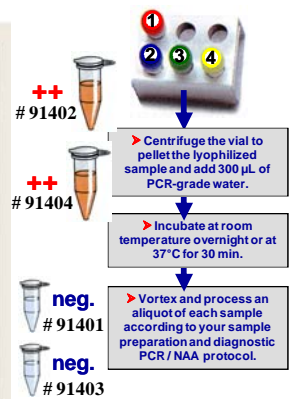 1
2 3 4
++
# 91402
++
# 91404
➤ Centrifuge the vial to
pellet the lyophilized
sample and add 300 µL of
PCR-grade water.
➤ Incubate at room
temperature overnight or at
37°C for 30 min.
neg.
# 91401
neg.
# 91403
➤ Vortex and process an
aliquot of each sample
according to your sample
preparation and diagnostic
PCR / NAA protocol.